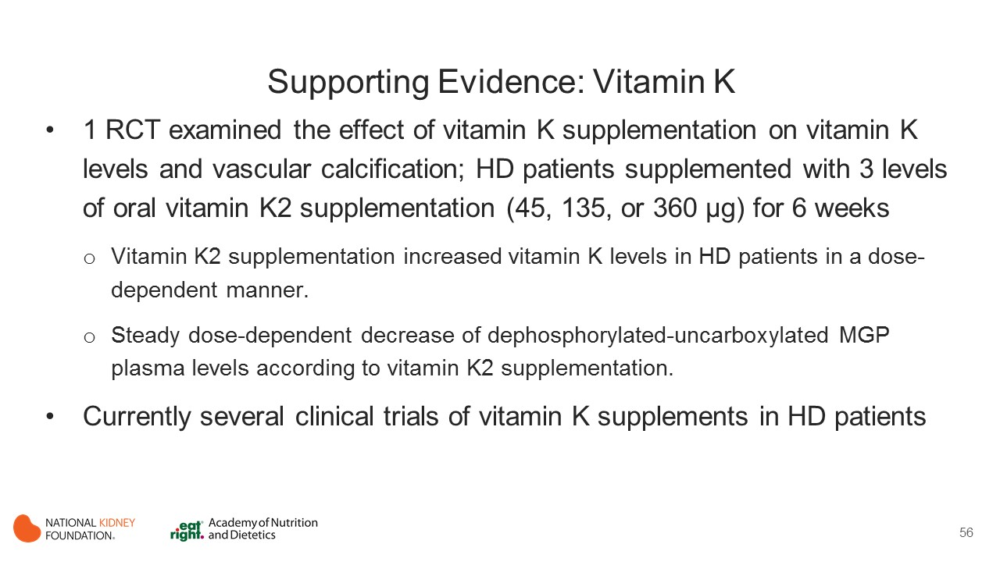 Supporting Evidence: Vitamin K
• 1 RCT examined the effect of vitamin K supplementation on vitamin K
levels and vascular calcification; HD patients supplemented with 3 levels
of oral vitamin K2 supplementation (45, 135, or 360 µg) for 6 weeks
o Vitamin K2 supplementation increased vitamin K levels in HD patients in a dose-
dependent manner.
o Steady dose-dependent decrease of dephosphorylated-uncarboxylated MGP
plasma levels according to vitamin K2 supplementation.
• Currently several clinical trials of vitamin K supplements in HD patients
NATIONAL KIDNEY
FOUNDATION®
eat
right.
Academy of Nutrition
and Dietetics
56